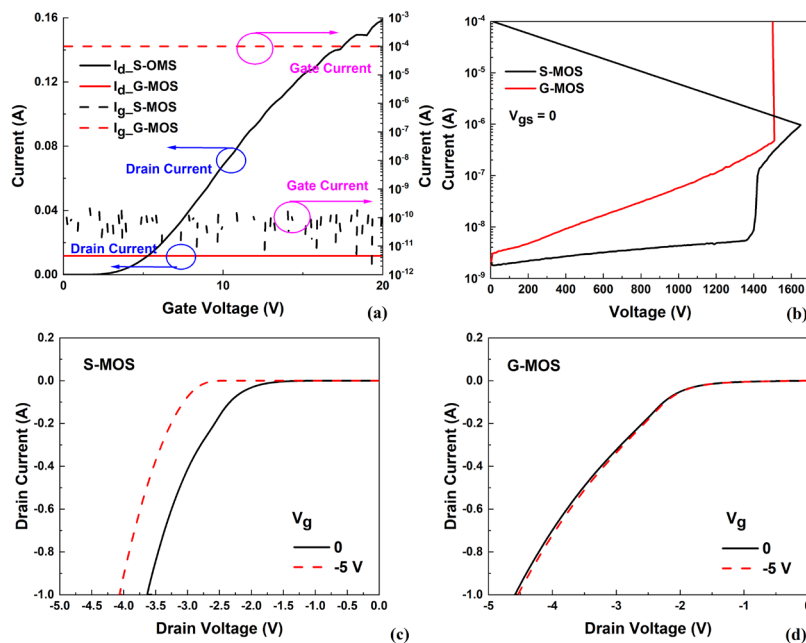 0.16
0.12
0.08
0.04
0.00
Current (A)
I_d_S-OMS
I_d_G-MOS
I_g_S-MOS
I_g_G-MOS
Gate Current
Drain Current
Gate Current
Drain Current
10^-3
10^-4
10^-5
10^-6
10^-7
10^-8
10^-9
10^-10
10^-11
10^-12
Current (A)
0 10 15 20
Gate Voltage (V)
(a)
10^-4
10^-5
10^-6
10^-7
10^-8
10^-9
Current (A)
S-MOS
G-MOS
V_gs = 0
0 200 400 600 800 1000 1200 1400 1600
Voltage (V)
(b)
0.2
0.0
-0.2
-0.4
-0.6
-0.8
-1.0
Drain Current (A)
S-MOS
V_g
0
-5 V
-5.0 -4.5 -4.0 -3.5 -3.0 -2.5 -2.0 -1.5 -1.0 -0.5 0.0
Drain Voltage (V)
(c)
0.2
0.0
-0.2
-0.4
-0.6
-0.8
-1.0
Drain Current (A)
G-MOS
V_g
0
-5 V
-5 -4 -3 -2 -1 0
Drain Voltage (V)
(d)